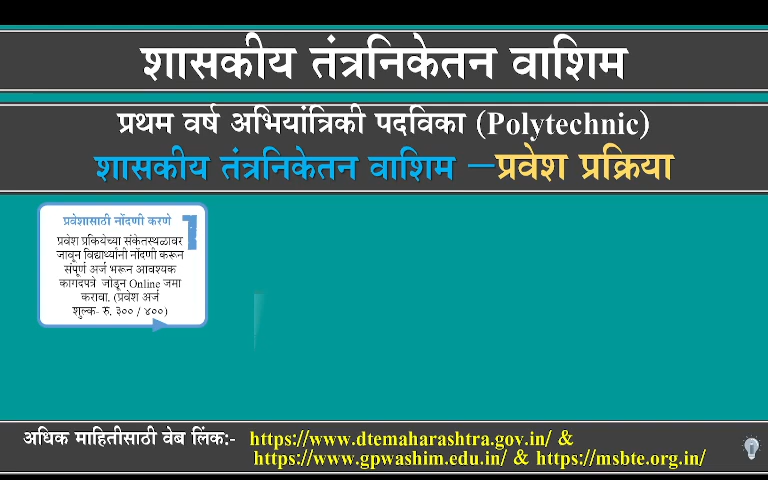 शासकीय तंत्रनिकेतन वाशिम
प्रथम वर्ष अभियांत्रिकी पदविका (Polytechnic)
शासकीय तंत्रनिकेतन वाशिम –प्रवेश प्रक्रिया
प्रवेशासाठी नोंदणी करणे
1
प्रवेश प्रकियेच्या संकेतस्थळावर
जावून विद्यार्थ्यांनी नोंदणी करून
संपूर्ण अर्ज भरून आवश्यक
कागदपत्रे जोडून Online जमा
करावा. (प्रवेश अर्ज
शुल्क- रु. ३०० / ४००)
अधिक माहितीसाठी वेब लिंक:- https://www.dtemaharashtra.gov.in/ &
https://www.gpwashim.edu.in/ & https://msbte.org.in/